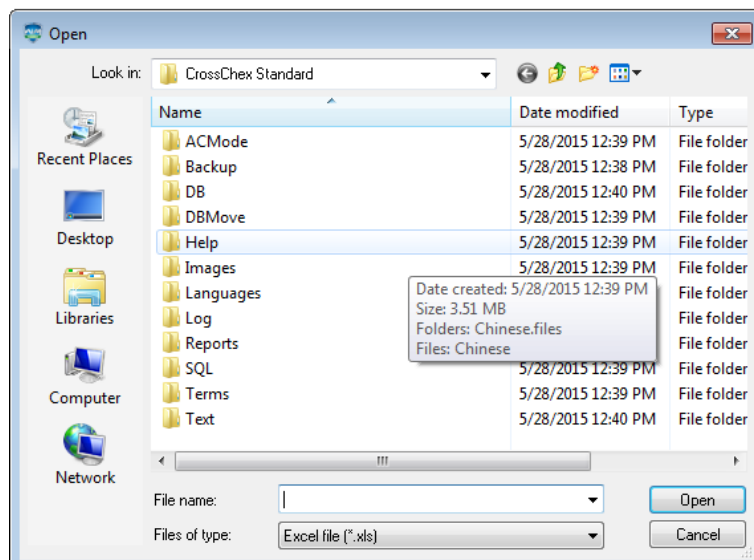 Open
Look in: CrossChex Standard
Name Date modified Type
Recent Places
Desktop
Libraries
Computer
Network
ACMode 5/28/2015 12:39 PM File folder
Backup 5/28/2015 12:38 PM File folder
DB 5/28/2015 12:40 PM File folder
DBMove 5/28/2015 12:39 PM File folder
Help 5/28/2015 12:39 PM File folder
Images 5/28/2015 12:39 PM File folder
Languages File folder
Log File folder
Reports File folder
SQL 5/28/2015 12:39 PM File folder
Terms 5/28/2015 12:39 PM File folder
Text 5/28/2015 12:40 PM File folder
Date created: 5/28/2015 12:39 PM
Size: 3.51 MB
Folders: Chinese.files
Files: Chinese
File name: Open
Files of type: Excel file (*.xls) Cancel